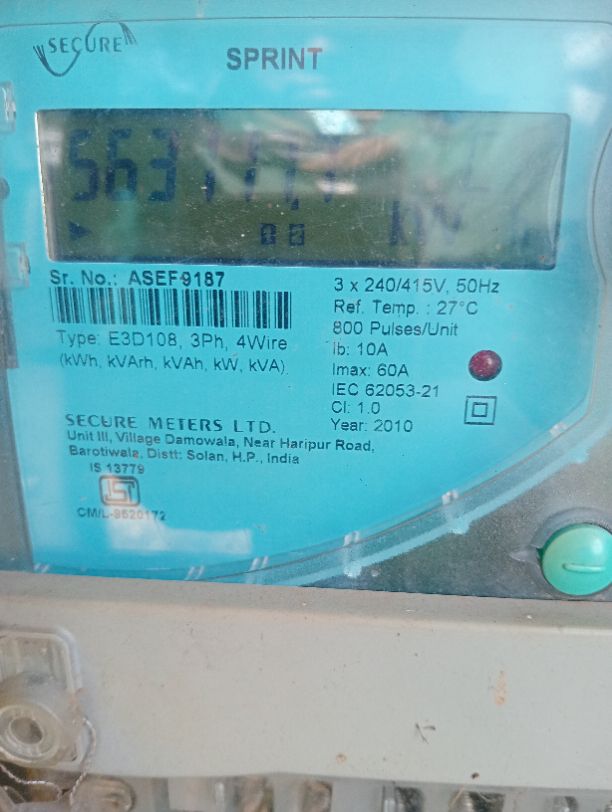 SECURE
SPRINT
Sr. No.: ASEF9187
Type: E3D108, 3Ph, 4Wire
(kWh, kVArh, kVAh, kW, kVA)
3 x 240/415V, 50Hz
Ref. Temp. : 27°C
800 Pulses/Unit
Ib: 10A
Imax: 60A
IEC 62053-21
Cl: 1.0
Year: 2010
SECURE METERS LTD.
Unit III, Village Damowala, Near Haripur Road,
Barotiwala, Distt: Solan, H.P., India
IS 13779
CM/L-9520172